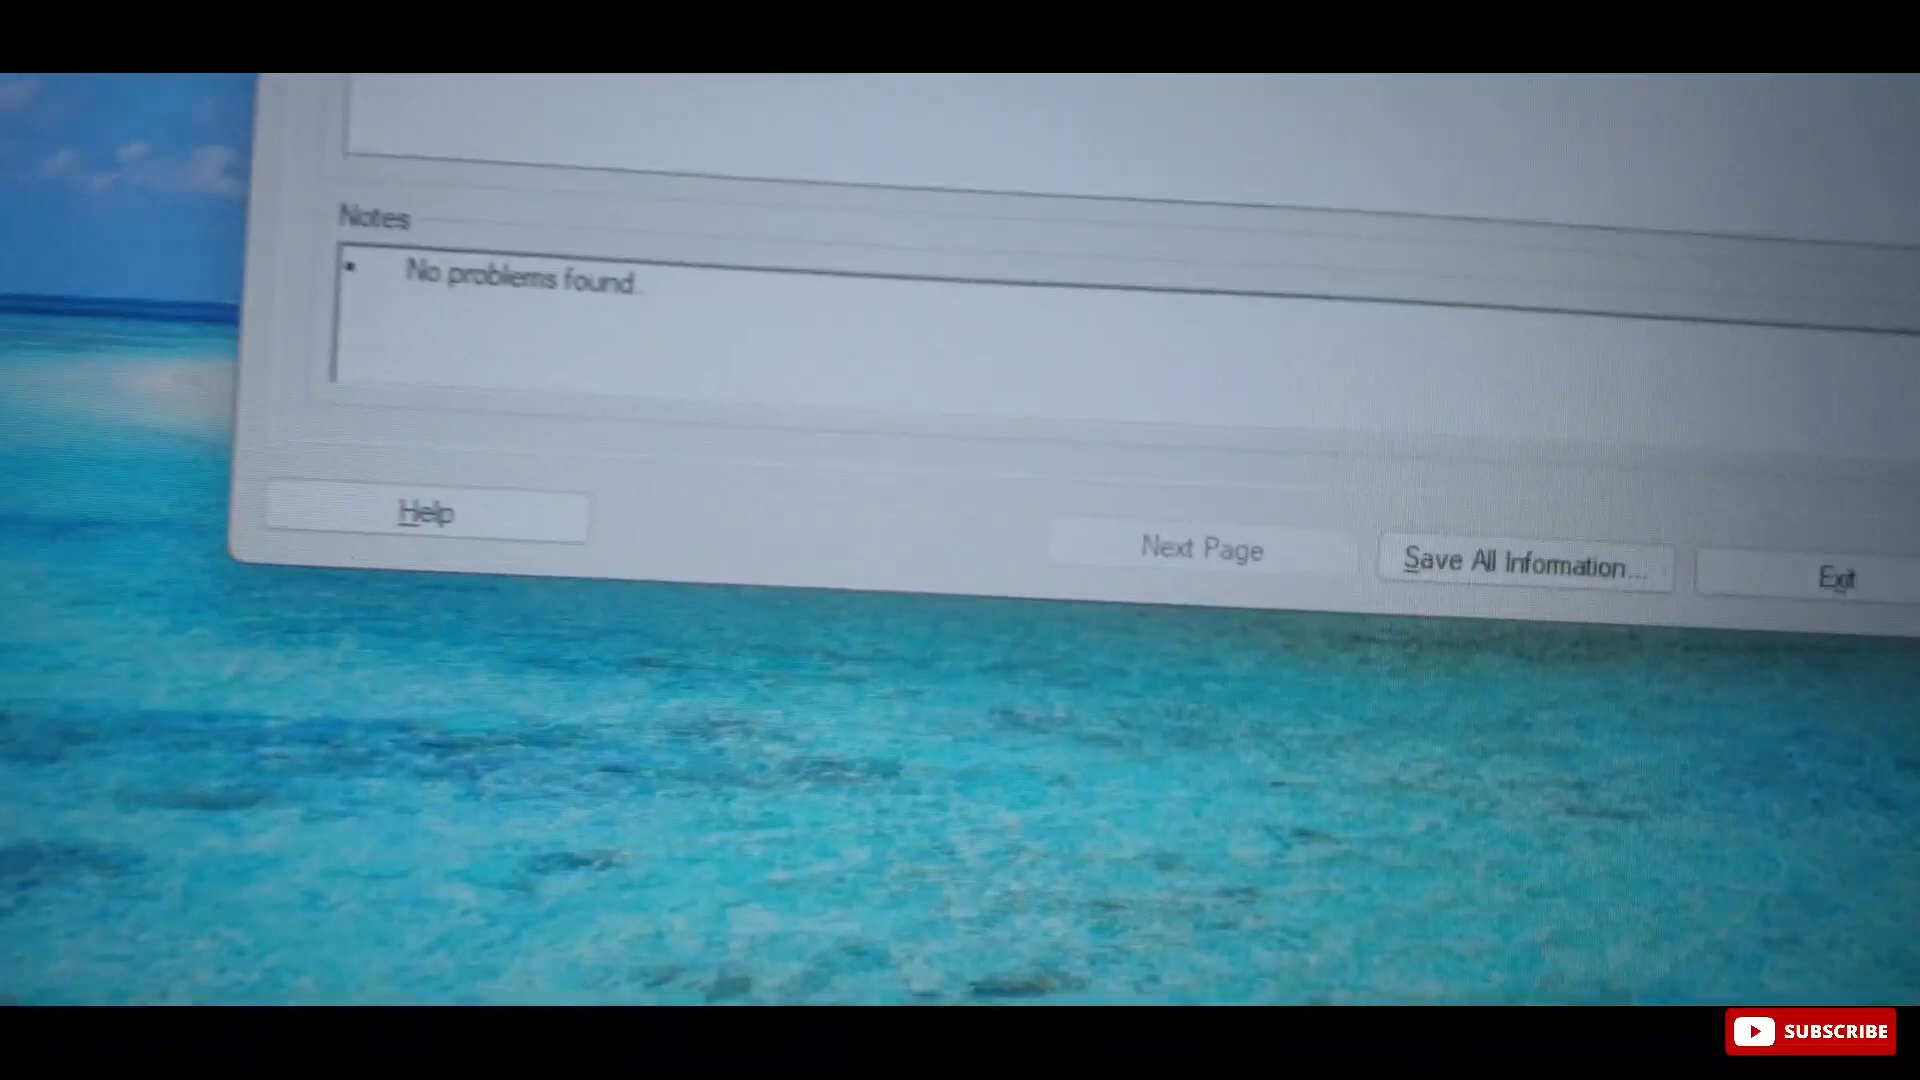 Notes
No problems found.
Help
Next Page
Save All Information...
Exit
SUBSCRIBE